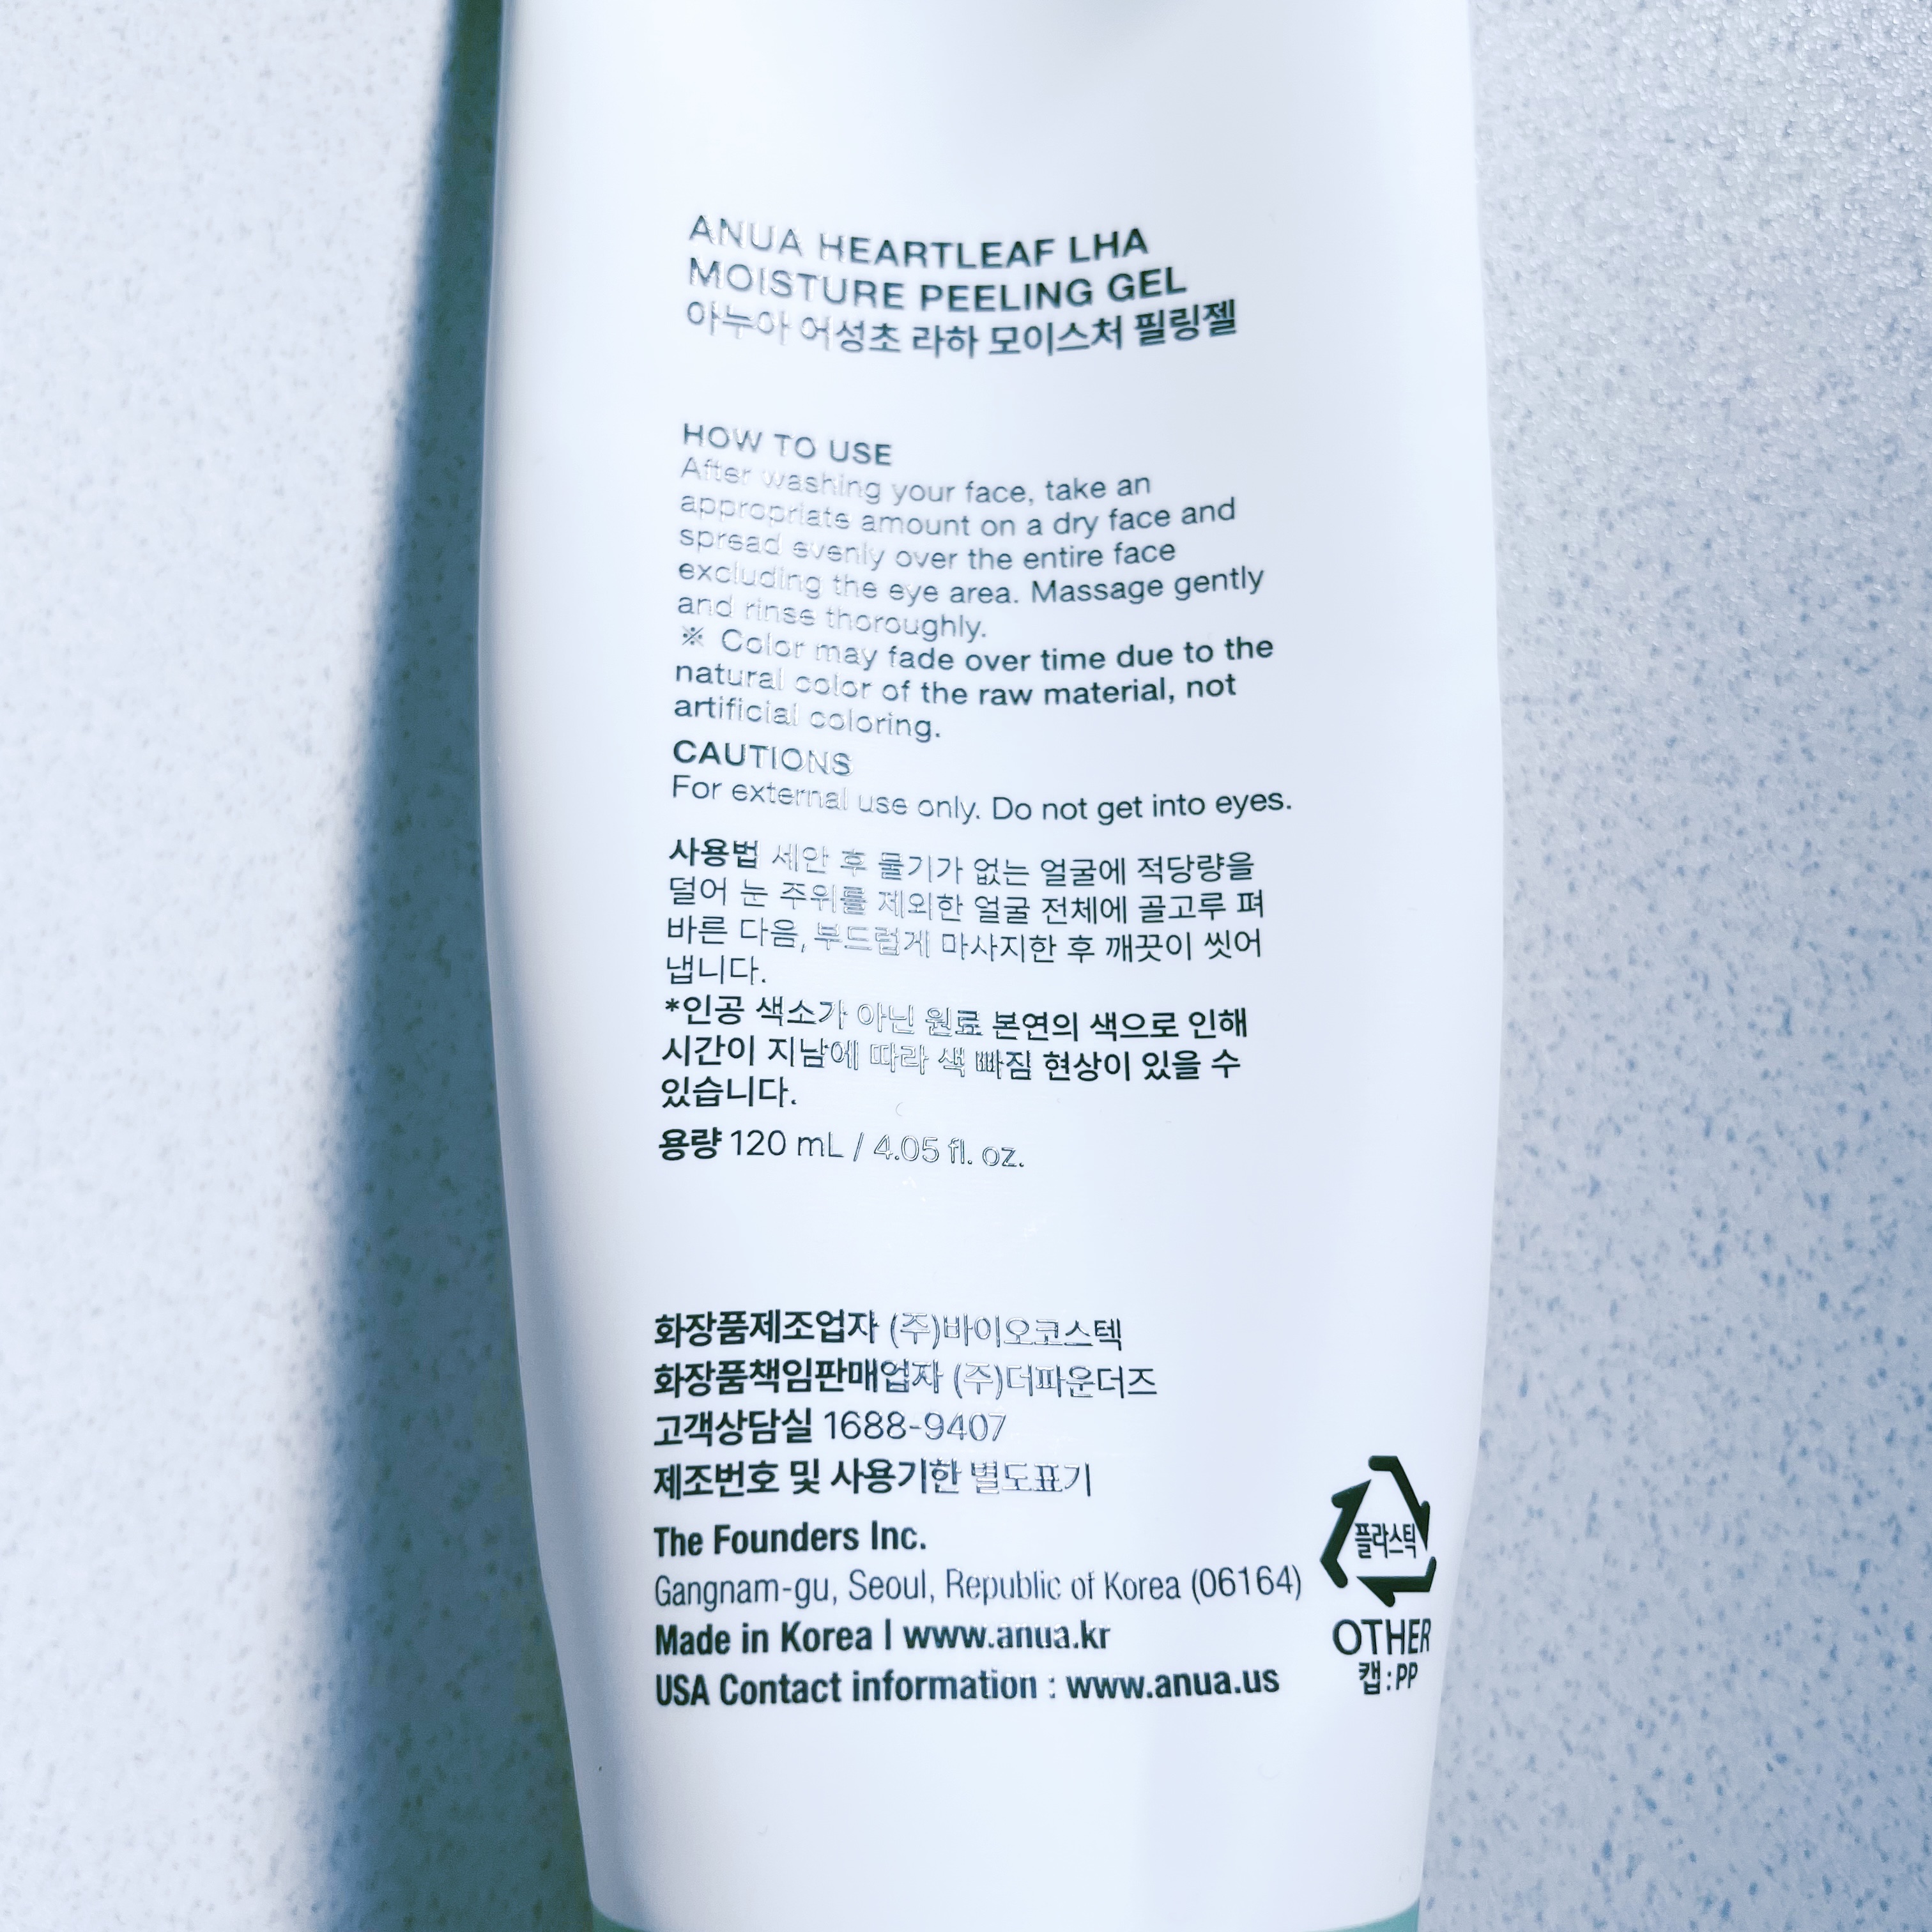 ANUA HEARTLEAF LHA
MOISTURE PEELING GEL
아누아 어성초 라하 모이스처 필링젤
HOW TO USE
After washing your face, take an
appropriate amount on a dry face and
spread evenly over the entire face
excluding the eye area. Massage gently
and rinse thoroughly.
※ Color may fade over time due to the
natural color of the raw material, not
artificial coloring.
CAUTIONS
For external use only. Do not get into eyes.
사용법 세안 후 물기가 없는 얼굴에 적당량을
덜어 눈 주위를 제외한 얼굴 전체에 골고루 펴
바른 다음, 부드럽게 마사지한 후 깨끗이 씻어
냅니다.
*인공 색소가 아닌 원료 본연의 색으로 인해
시간이 지남에 따라 색 빠짐 현상이 있을 수
있습니다.
용량 120 mL / 4.05 fl. oz.
화장품제조업자 (주)바이오코스텍
화장품책임판매업자 (주)더파운더즈
고객상담실 1688-9407
제조번호 및 사용기한 별도표기
The Founders Inc.
Gangnam-gu, Seoul, Republic of Korea (06164)
Made in Korea | www.anua.kr
USA Contact information : www.anua.us
플라스틱
OTHER
캡:PP